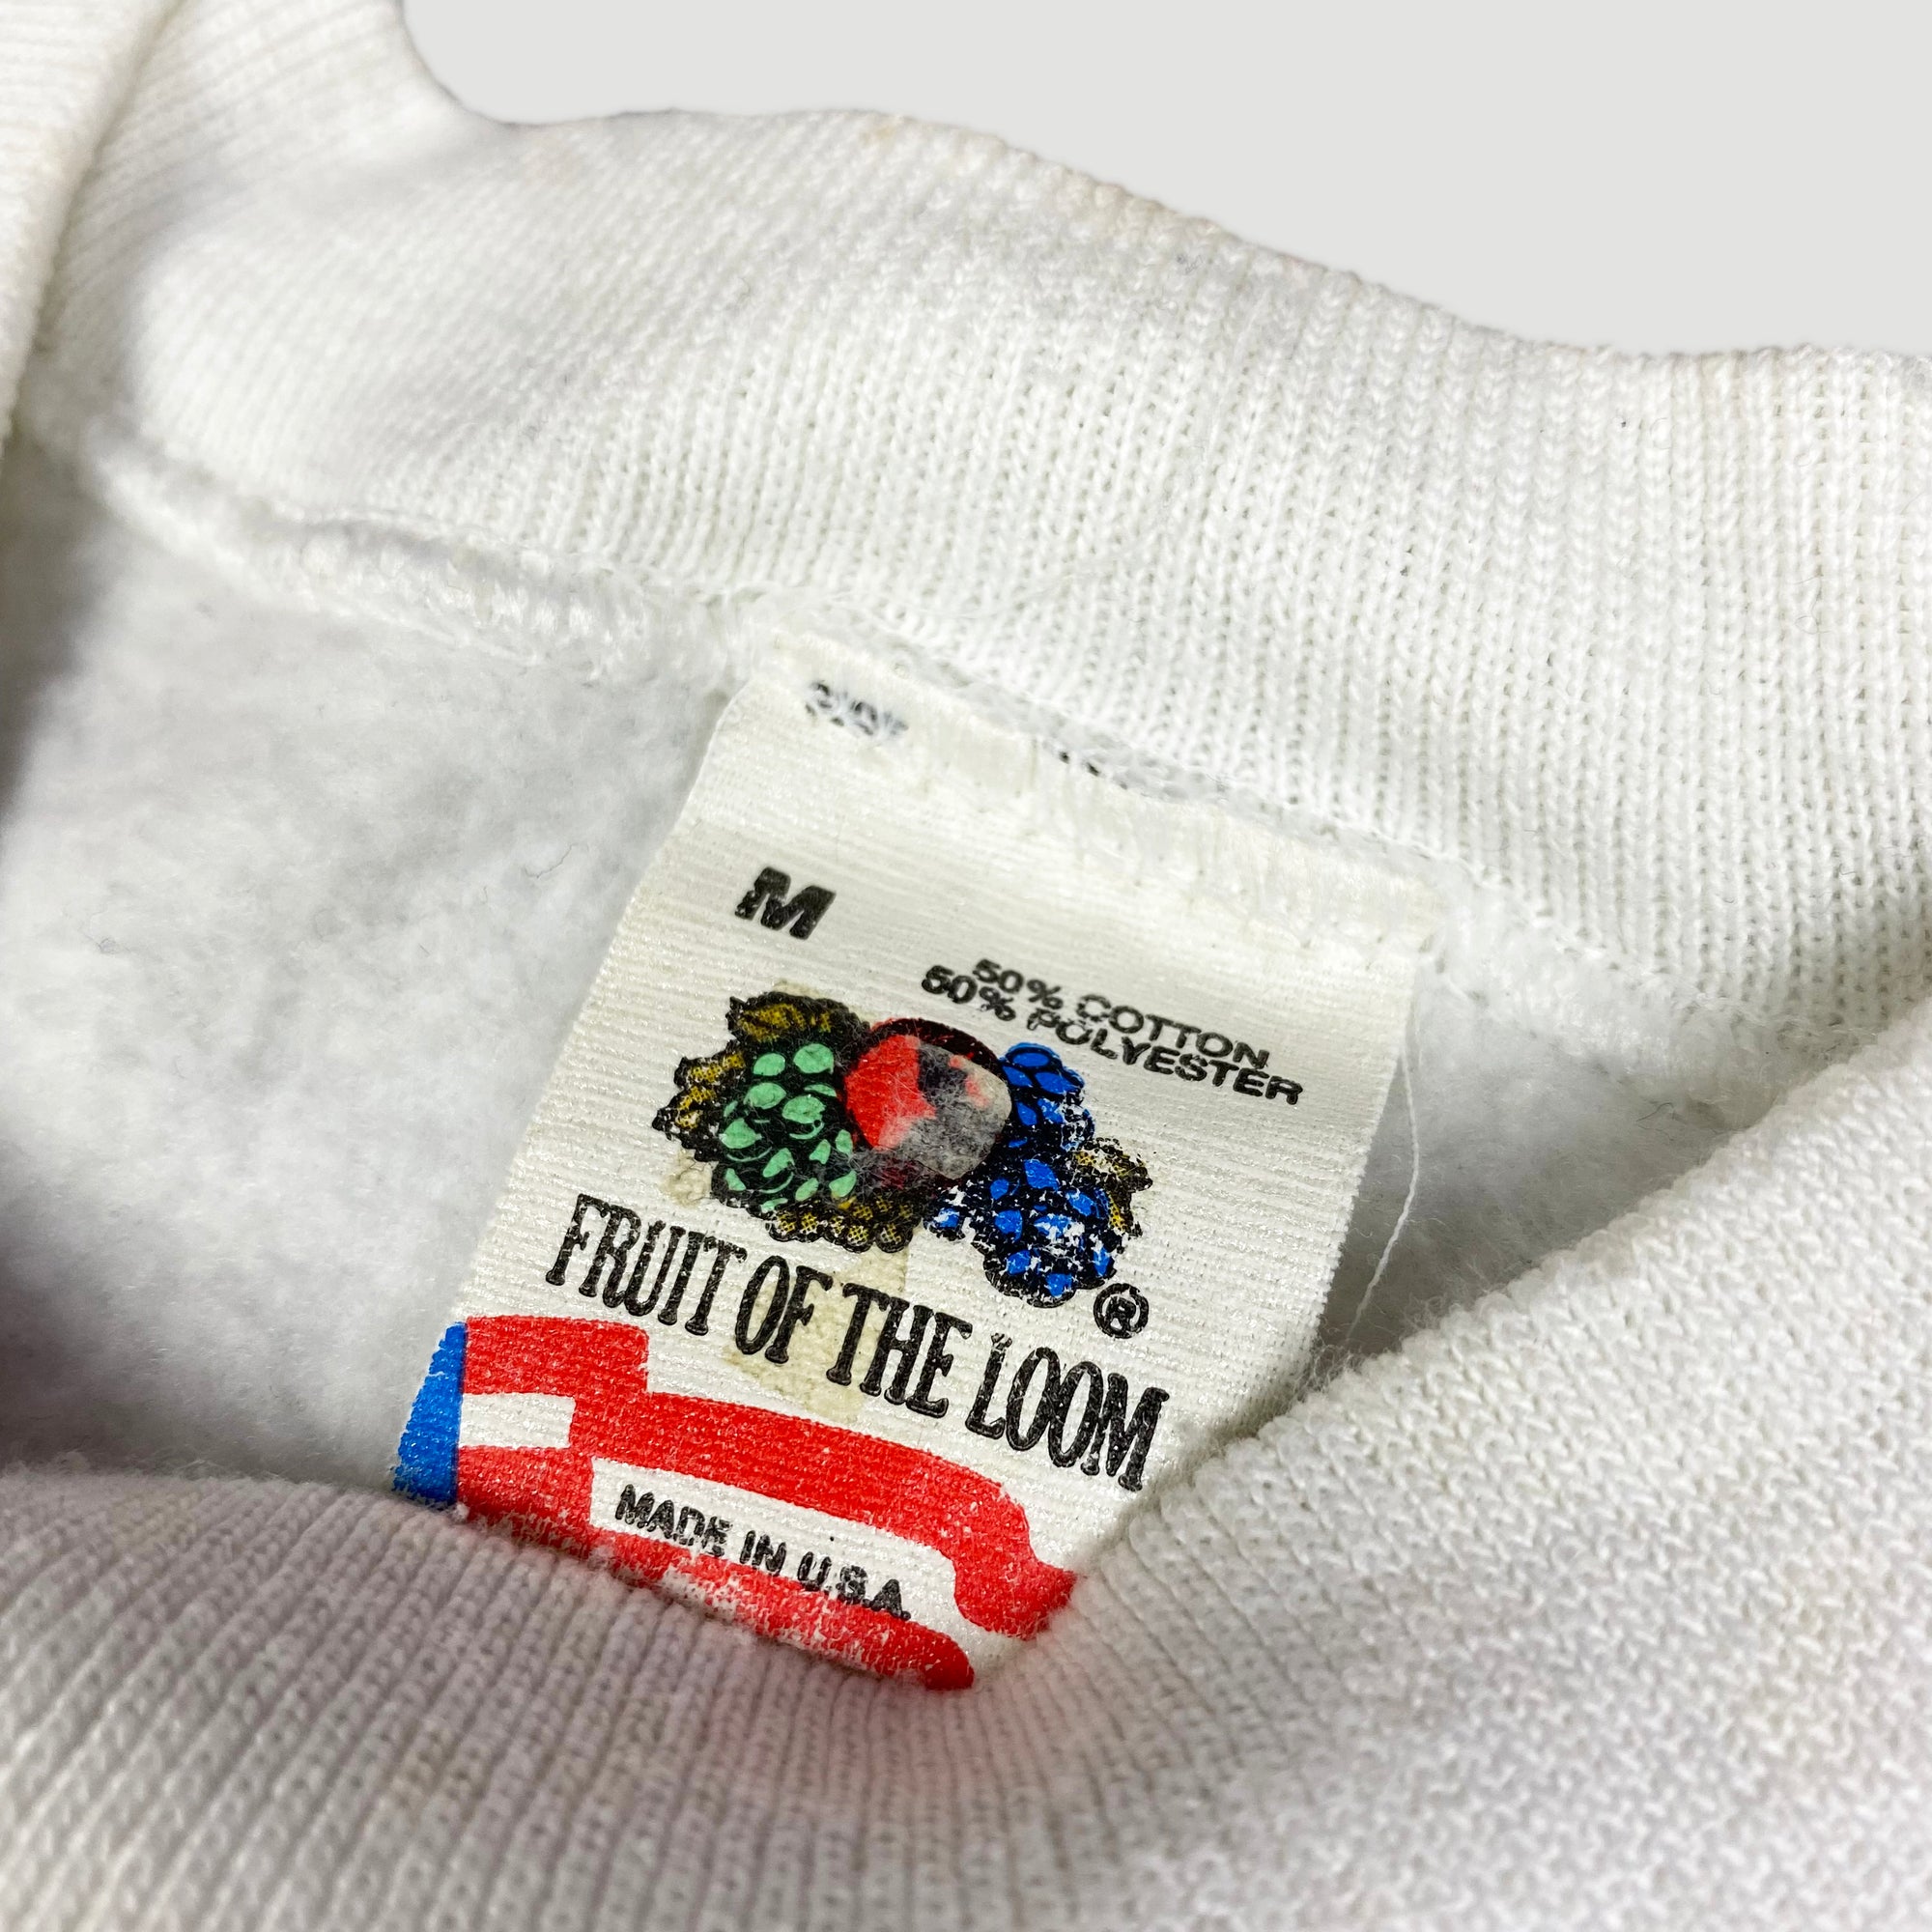 M
50% COTTON
50% POLYESTER
®
FRUIT OF THE LOOM
MADE IN U.S.A.